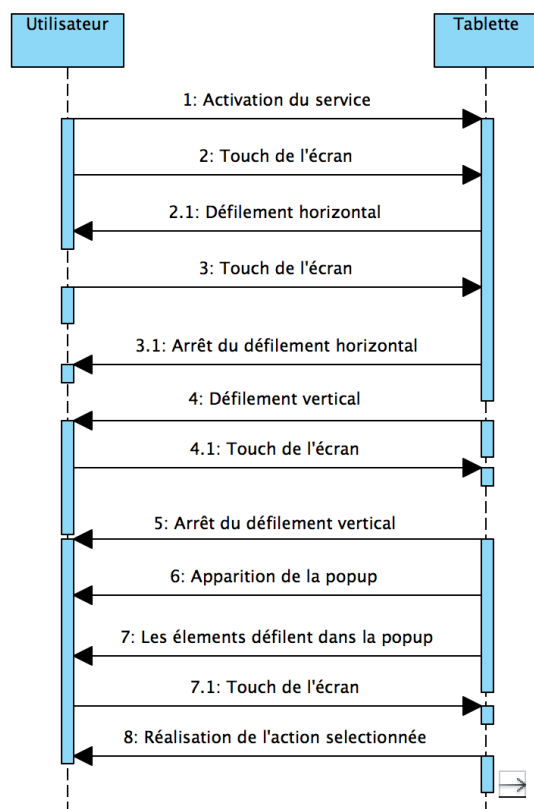 Utilisateur
Tablette
1: Activation du service
2: Touch de l'écran
2.1: Défilement horizontal
3: Touch de l'écran
3.1: Arrêt du défilement horizontal
4: Défilement vertical
4.1: Touch de l'écran
5: Arrêt du défilement vertical
6: Apparition de la popup
7: Les élements défilent dans la popup
7.1: Touch de l'écran
8: Réalisation de l'action selectionnée